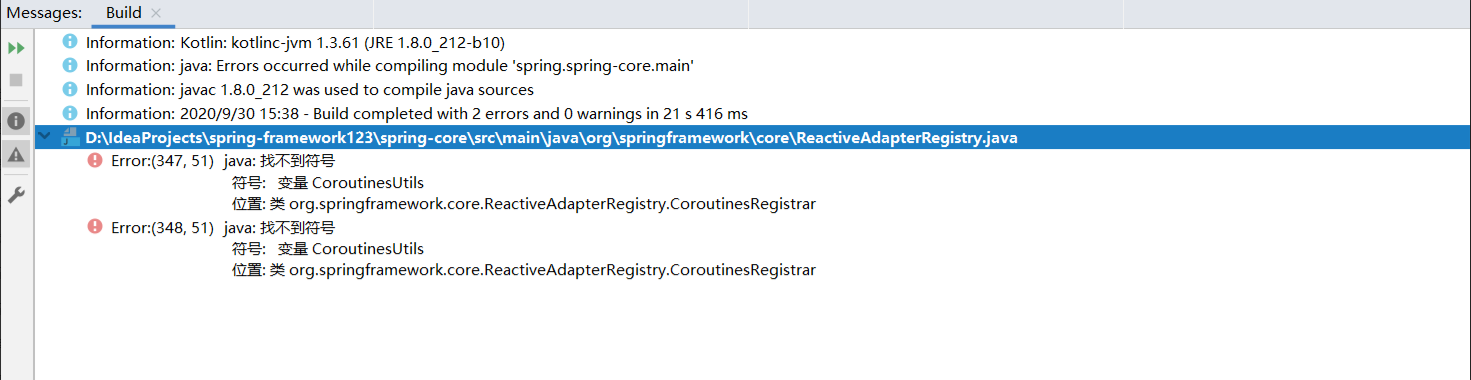 Messages: Build
Information: Kotlin: kotlinc-jvm 1.3.61 (JRE 1.8.0_212-b10)
Information: java: Errors occurred while compiling module 'spring.spring-core.main'
Information: javac 1.8.0_212 was used to compile java sources
Information: 2020/9/30 15:38 - Build completed with 2 errors and 0 warnings in 21 s 416 ms
D:\IdeaProjects\spring-framework123\spring-core\src\main\java\org\springframework\core\ReactiveAdapterRegistry.java
Error:(347, 51) java: 找不到符号
符号: 变量 CoroutinesUtils
位置: 类 org.springframework.core.ReactiveAdapterRegistry.CoroutinesRegistrar
Error:(348, 51) java: 找不到符号
符号: 变量 CoroutinesUtils
位置: 类 org.springframework.core.ReactiveAdapterRegistry.CoroutinesRegistrar